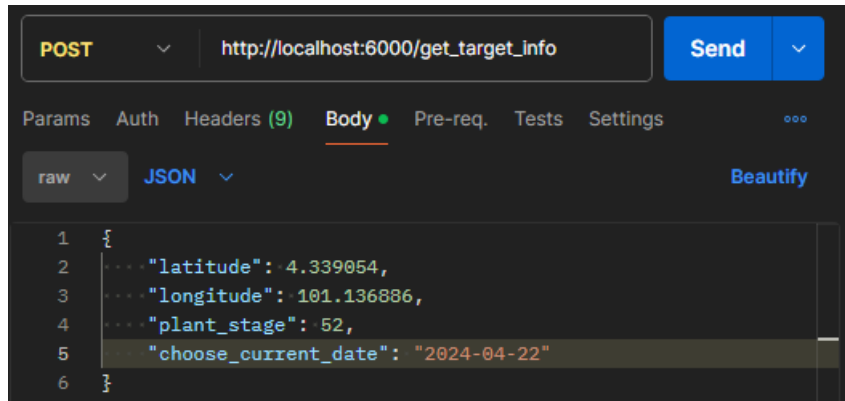 POST http://localhost:6000/get_target_info Send
Params Auth Headers (9) Body Pre-req. Tests Settings
raw JSON Beautify
1 {
2 "latitude": 4.339054,
3 "longitude": 101.136886,
4 "plant_stage": 52,
5 "choose_current_date": "2024-04-22"
6 }